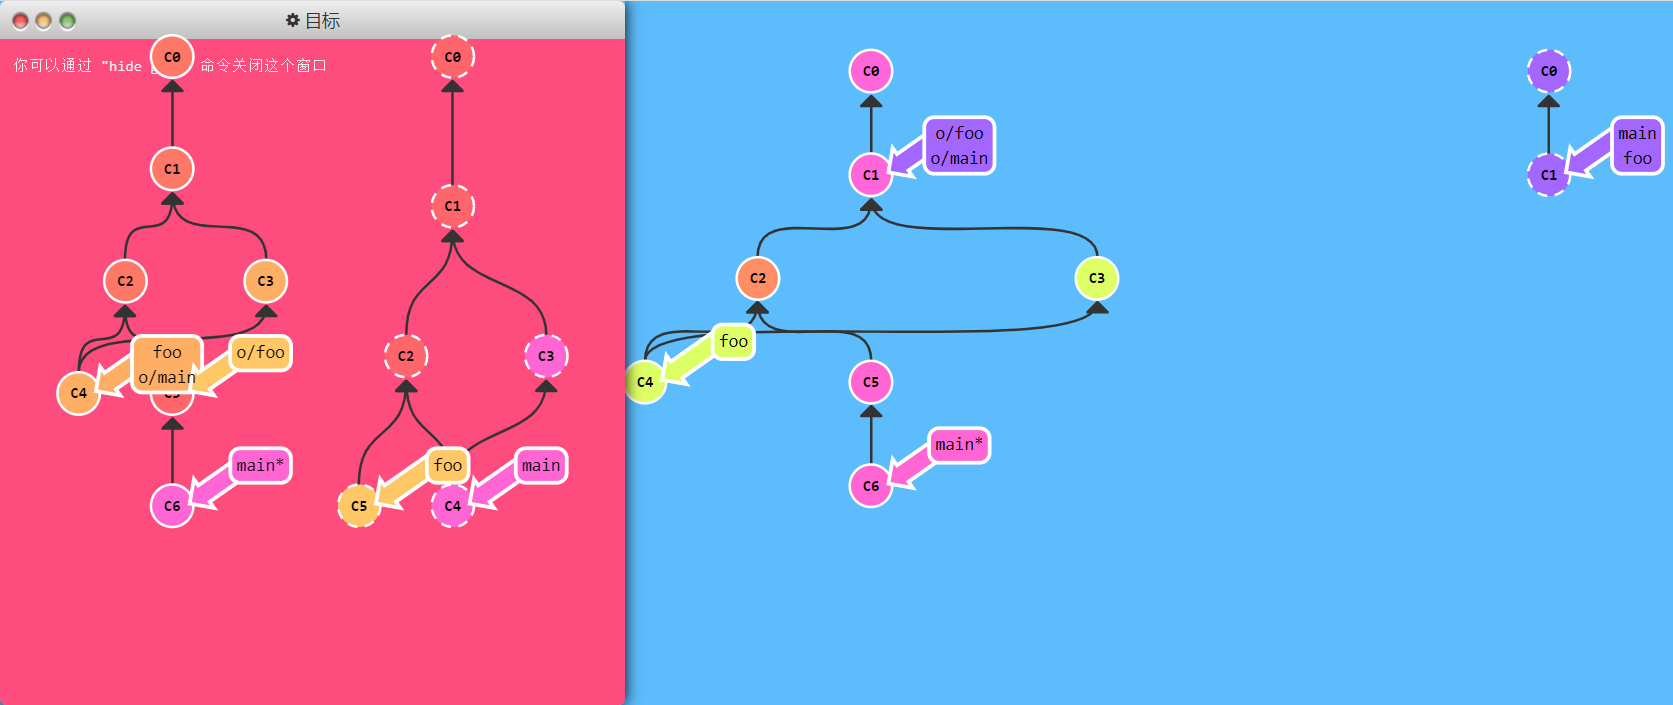 目标
你可以通过 "hide
命令关闭这个窗口
C0
C1
C2
C3
C4
foo
o/main
o/foo
main*
C6
C0
C1
C2
C3
C5
foo
C4
main
C0
o/foo
o/main
C1
C2
C3
foo
C4
C5
main*
C6
C0
main
foo
C1